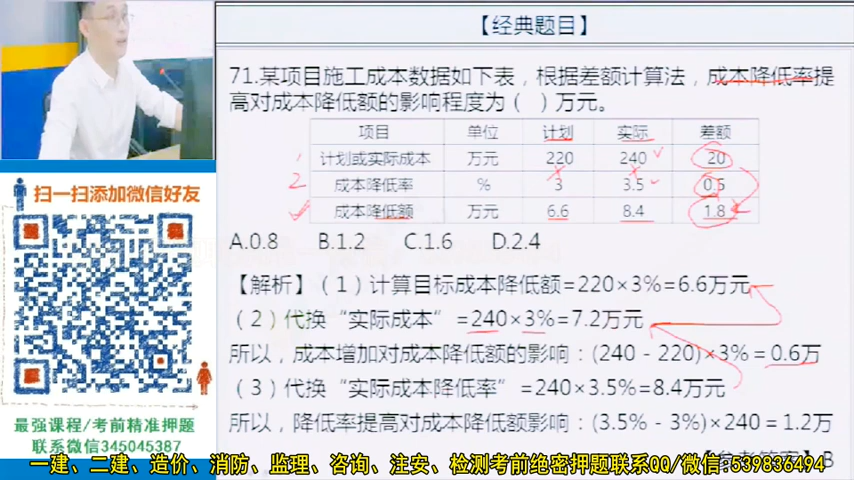 【经典题目】
71.某项目施工成本数据如下表，根据差额计算法，成本降低率提
高对成本降低额的影响程度为（ ）万元。
项目 单位 计划 实际 差额
计划或实际成本 万元 220 240 20
成本降低率 % 3 3.5 0.5
成本降低额 万元 6.6 8.4 1.8
A.0.8 B.1.2 C.1.6 D.2.4
【解析】（1）计算目标成本降低额=220×3%=6.6万元
（2）代换“实际成本”=240×3%=7.2万元
所以，成本增加对成本降低额的影响：(240-220)×3%=0.6万
（3）代换“实际成本降低率”=240×3.5%=8.4万元
所以，降低率提高对成本降低额影响：(3.5%-3%)×240=1.2万
【参考答案】B
扫一扫添加微信好友
最强课程/考前精准押题
联系微信345045387
一建、二建、造价、消防、监理、咨询、注安、检测考前绝密押题联系QQ/微信:539836494